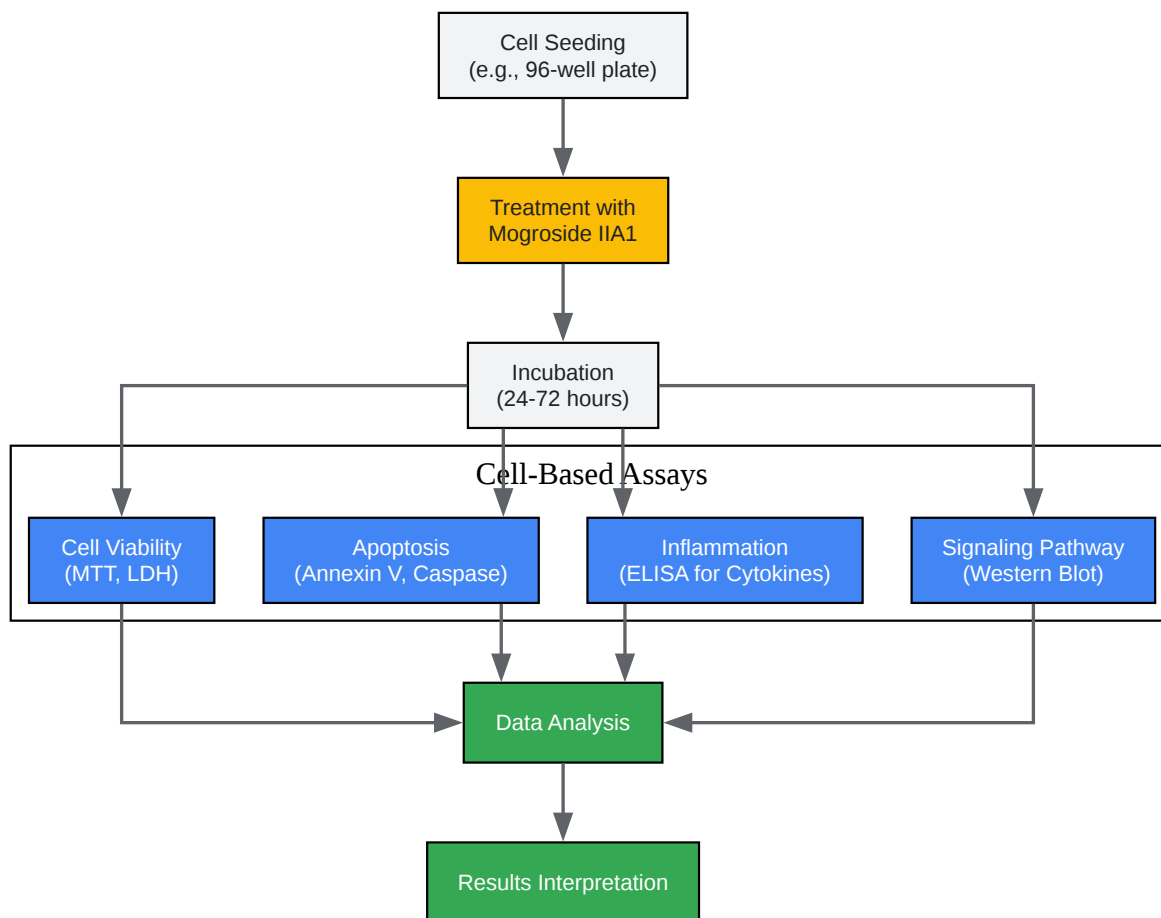 Cell Seeding
(e.g., 96-well plate)
Treatment with
Mogroside IIA1
Incubation
(24-72 hours)
Cell-Based Assays
Cell Viability
(MTT, LDH)
Apoptosis
(Annexin V, Caspase)
Inflammation
(ELISA for Cytokines)
Signaling Pathway
(Western Blot)
Data Analysis
Results Interpretation